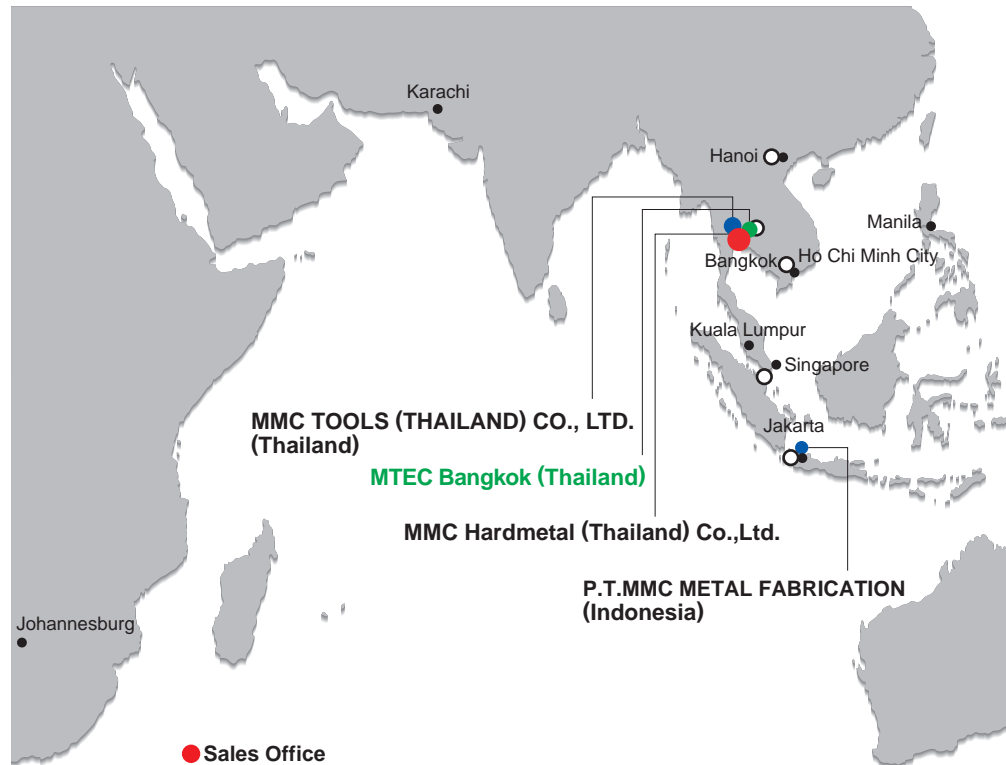 Karachi
Hanoi
Manila
Bangkok
Ho Chi Minh City
Kuala Lumpur
Singapore
MMC TOOLS (THAILAND) CO., LTD.
(Thailand)
Jakarta
MTEC Bangkok (Thailand)
MMC Hardmetal (Thailand) Co.,Ltd.
P.T.MMC METAL FABRICATION
(Indonesia)
Johannesburg
Sales Office